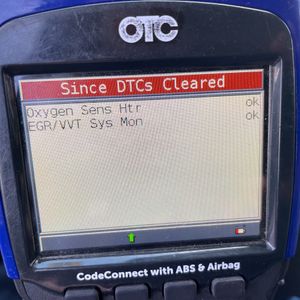 OTC
Since DTCs Cleared
Oxygen Sens Htr ok
EGR/VVT Sys Mon ok
CodeConnect with ABS & Airbag